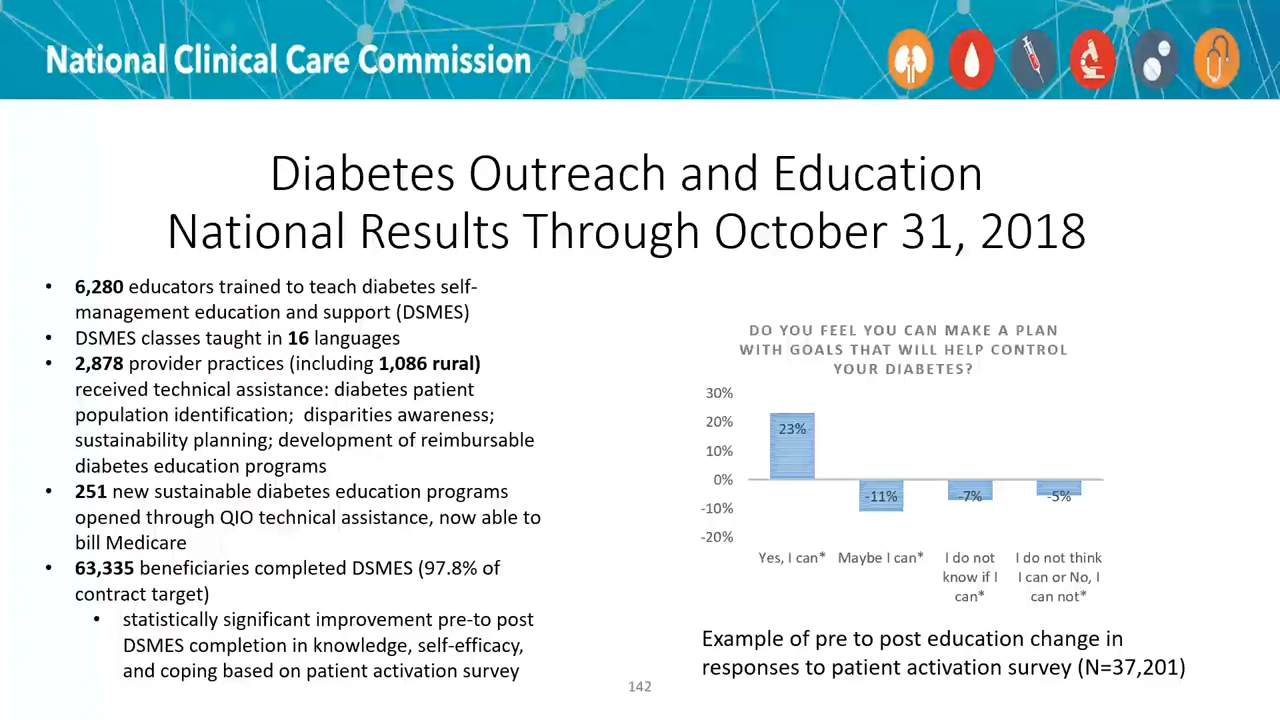 National Clinical Care Commission
Diabetes Outreach and Education
National Results Through October 31, 2018
• 6,280 educators trained to teach diabetes self-
management education and support (DSMES)
• DSMES classes taught in 16 languages
• 2,878 provider practices (including 1,086 rural)
received technical assistance: diabetes patient
population identification; disparities awareness;
sustainability planning; development of reimbursable
diabetes education programs
• 251 new sustainable diabetes education programs
opened through QIO technical assistance, now able to
bill Medicare
• 63,335 beneficiaries completed DSMES (97.8% of
contract target)
• statistically significant improvement pre-to post
DSMES completion in knowledge, self-efficacy,
and coping based on patient activation survey
DO YOU FEEL YOU CAN MAKE A PLAN
WITH GOALS THAT WILL HELP CONTROL
YOUR DIABETES?
30%
20%
10%
0%
-10%
-20%
23%
-11%
-7%
-5%
Yes, I can*
Maybe I can*
I do not
know if I
can*
I do not think
I can or No, I
can not*
Example of pre to post education change in
responses to patient activation survey (N=37,201)
142